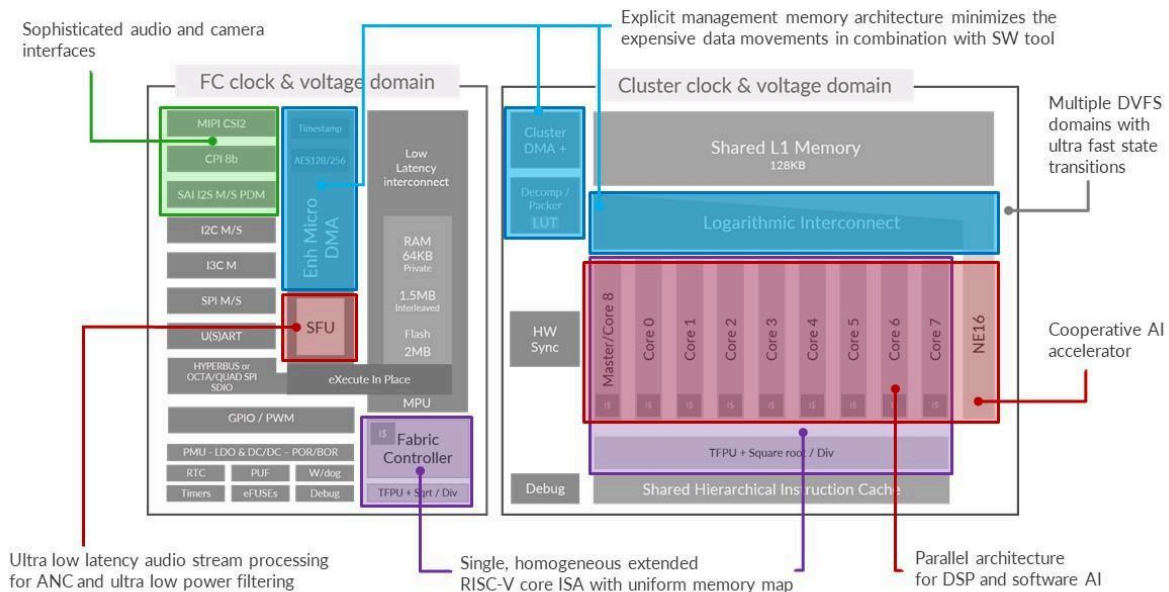 Sophisticated audio and camera
interfaces
Explicit management memory architecture minimizes the
expensive data movements in combination with SW tool
FC clock & voltage domain
Cluster clock & voltage domain
Multiple DVFS
domains with
ultra fast state
transitions
MIPI CSI2
CPI 8b
SAI I2S M/S PDM
I2C M/S
I3C M
SPI M/S
U(S)ART
HYPERBUS or
OCTA/QUAD SPI
SDIO
Timestamp
AES128/256
Enh Micro
DMA
SFU
Low
Latency
interconnect
RAM
64KB
Private
1.5MB
Interleaved
Flash
2MB
eXecute In Place
MPU
GPIO / PWM
PMU - LDO & DC/DC – POR/BOR
RTC
PUF
W/dog
Timers
eFUSEs
Debug
I$
Fabric
Controller
TFPU + Sqrt / Div
Cluster
DMA +
Decomp /
Packer
LUT
Shared L1 Memory
128KB
Logarithmic Interconnect
HW
Sync
Master/Core 8
Core 0
Core 1
Core 2
Core 3
Core 4
Core 5
Core 6
Core 7
NE16
I$
I$
I$
I$
I$
I$
I$
I$
I$
TFPU + Square root / Div
Debug
Shared Hierarchical Instruction Cache
Cooperative AI
accelerator
Ultra low latency audio stream processing
for ANC and ultra low power filtering
Single, homogeneous extended
RISC-V core ISA with uniform memory map
Parallel architecture
for DSP and software AI